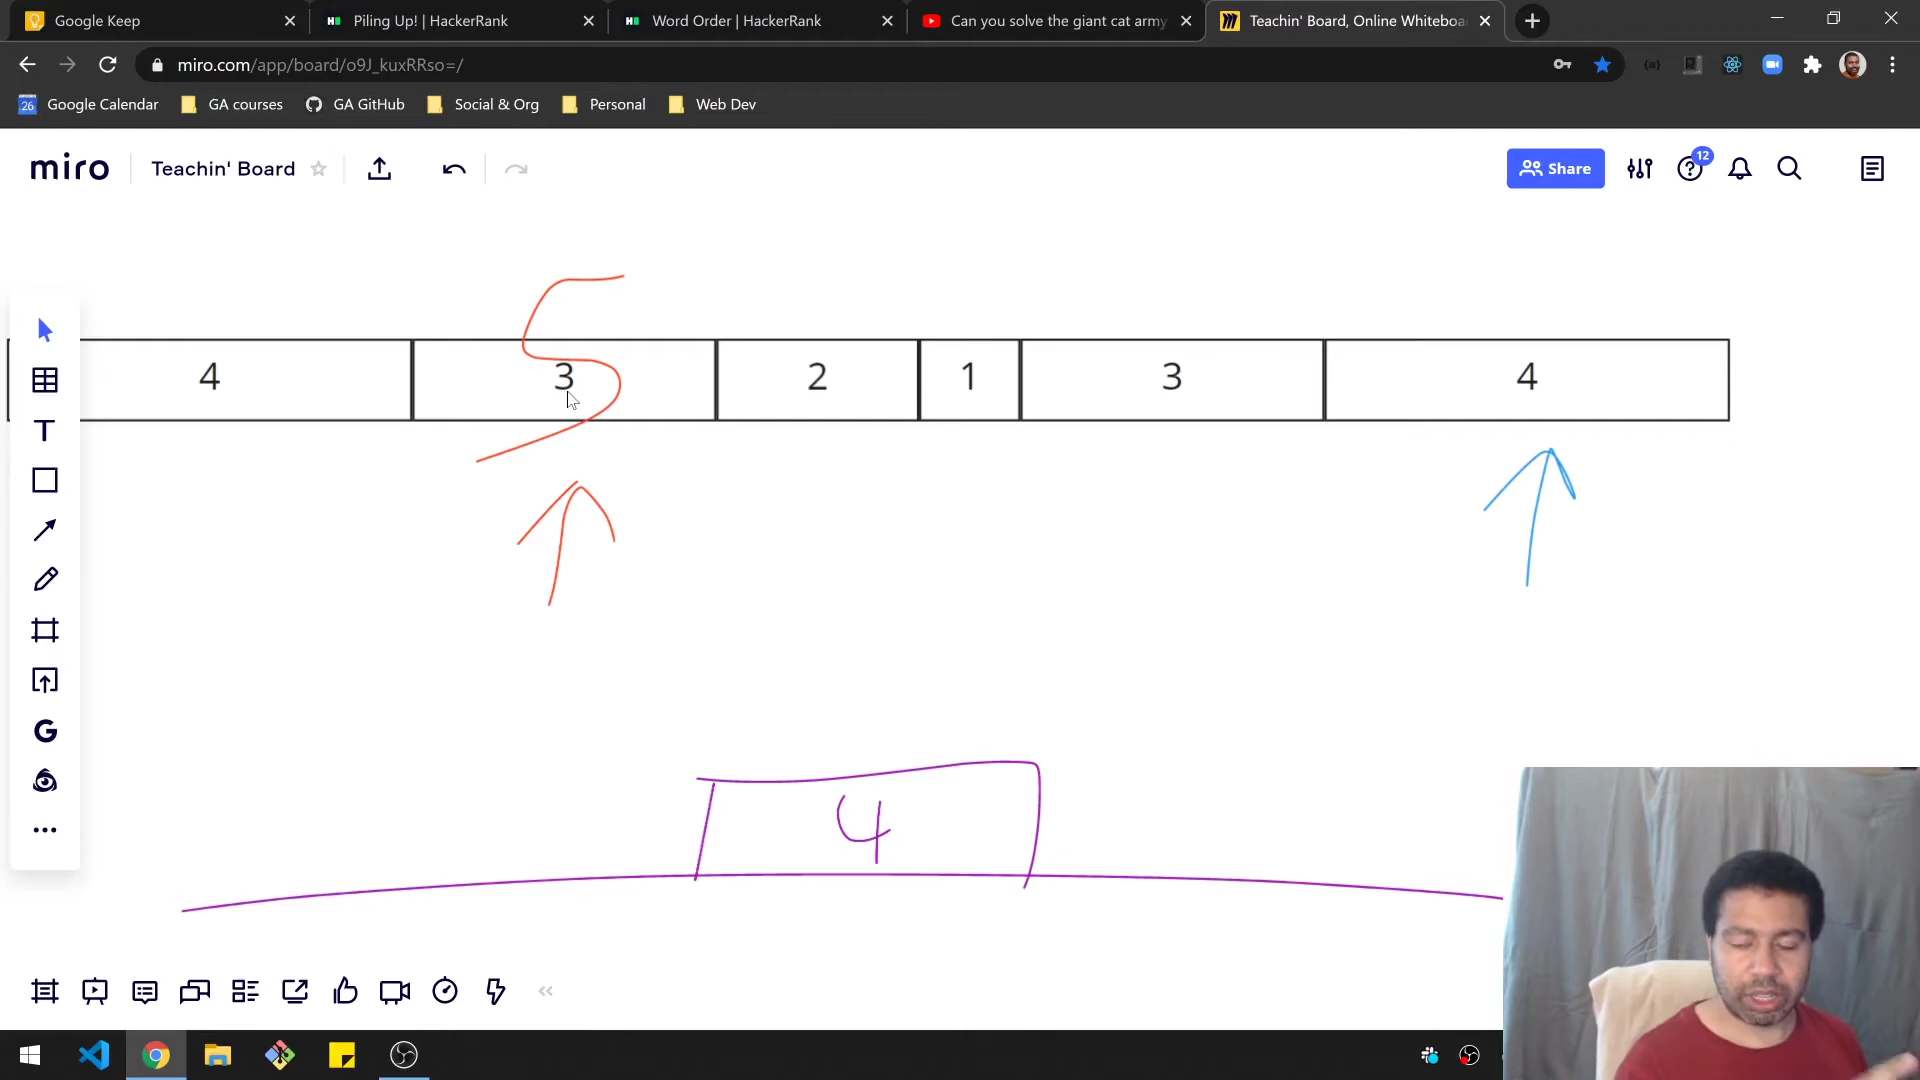 Google Keep
Piling Up! | HackerRank
Word Order | HackerRank
Can you solve the giant cat army
Teachin' Board, Online Whiteboa
miro.com/app/board/o9J_kuxRRso=/
26 Google Calendar
GA courses
GA GitHub
Social & Org
Personal
Web Dev
miro
Teachin' Board
Share
12
5
4 3 2 1 3 4
T
G
4